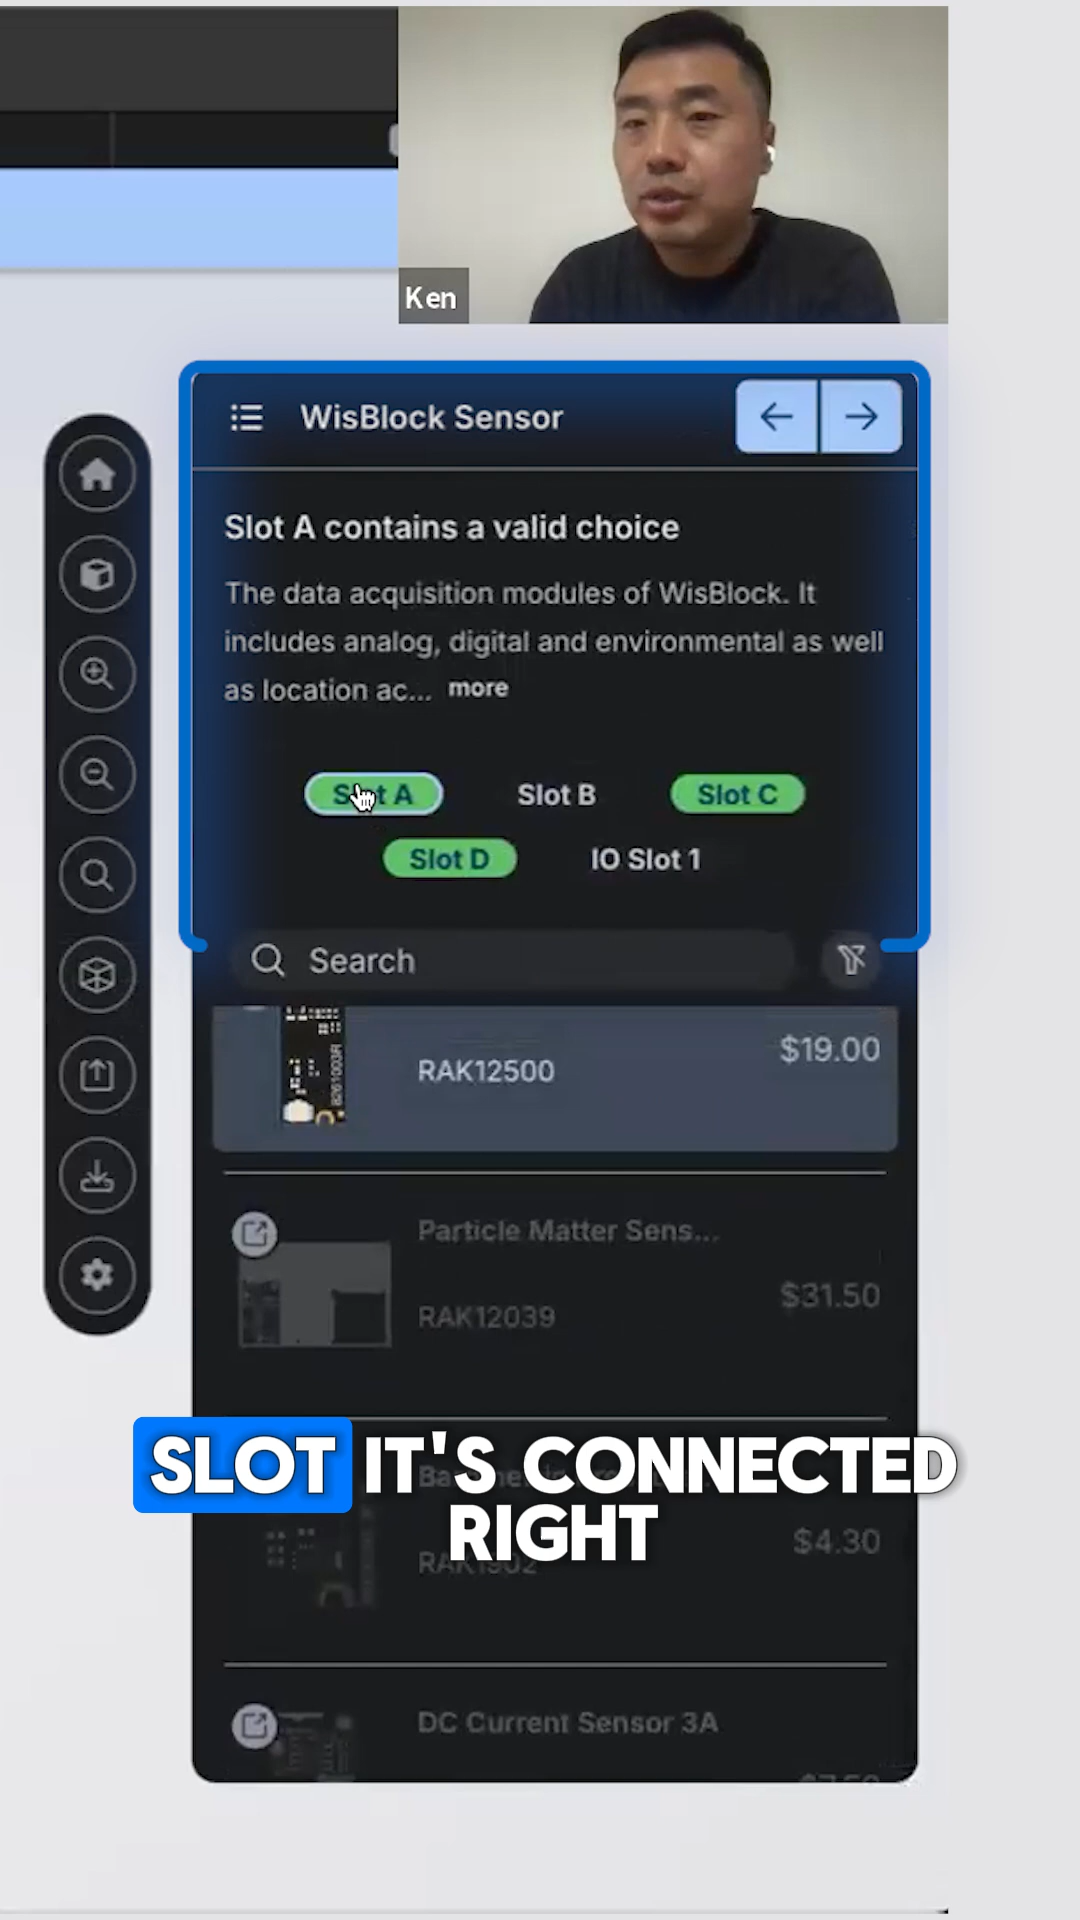 Ken
WisBlock Sensor
Slot A contains a valid choice
The data acquisition modules of WisBlock. It
includes analog, digital and environmental as well
as location ac... more
Slot A Slot B Slot C
Slot D IO Slot 1
Search
RAK12500 $19.00
Particle Matter Sens...
$31.50
RAK12039
SLOT IT'S CONNECTED
RIGHT
$4.30
RAK1902
DC Current Sensor 3A